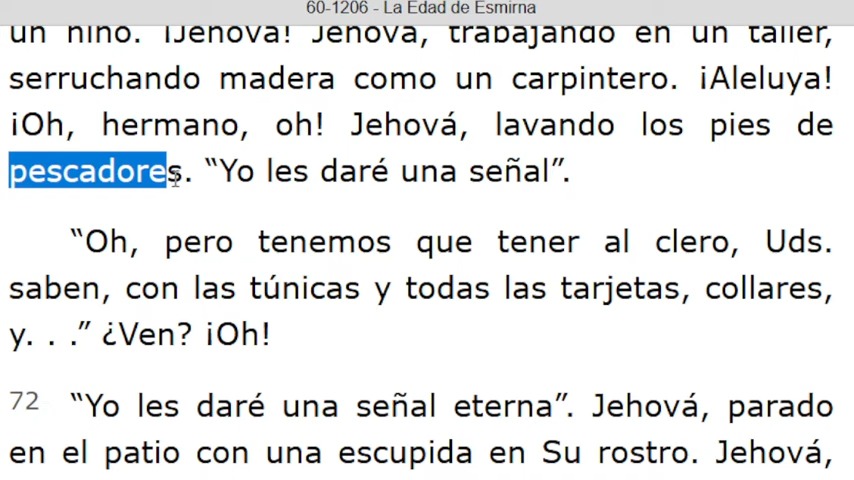 60-1206 - La Edad de Esmirna
un niño. ¡Jehová! Jehová, trabajando en un taller,
serruchando madera como un carpintero. ¡Aleluya!
¡Oh, hermano, oh! Jehová, lavando los pies de
pescadores. “Yo les daré una señal”.
“Oh, pero tenemos que tener al clero, Uds.
saben, con las túnicas y todas las tarjetas, collares,
y. . .” ¿Ven? ¡Oh!
72 “Yo les daré una señal eterna”. Jehová, parado
en el patio con una escupida en Su rostro. Jehová,